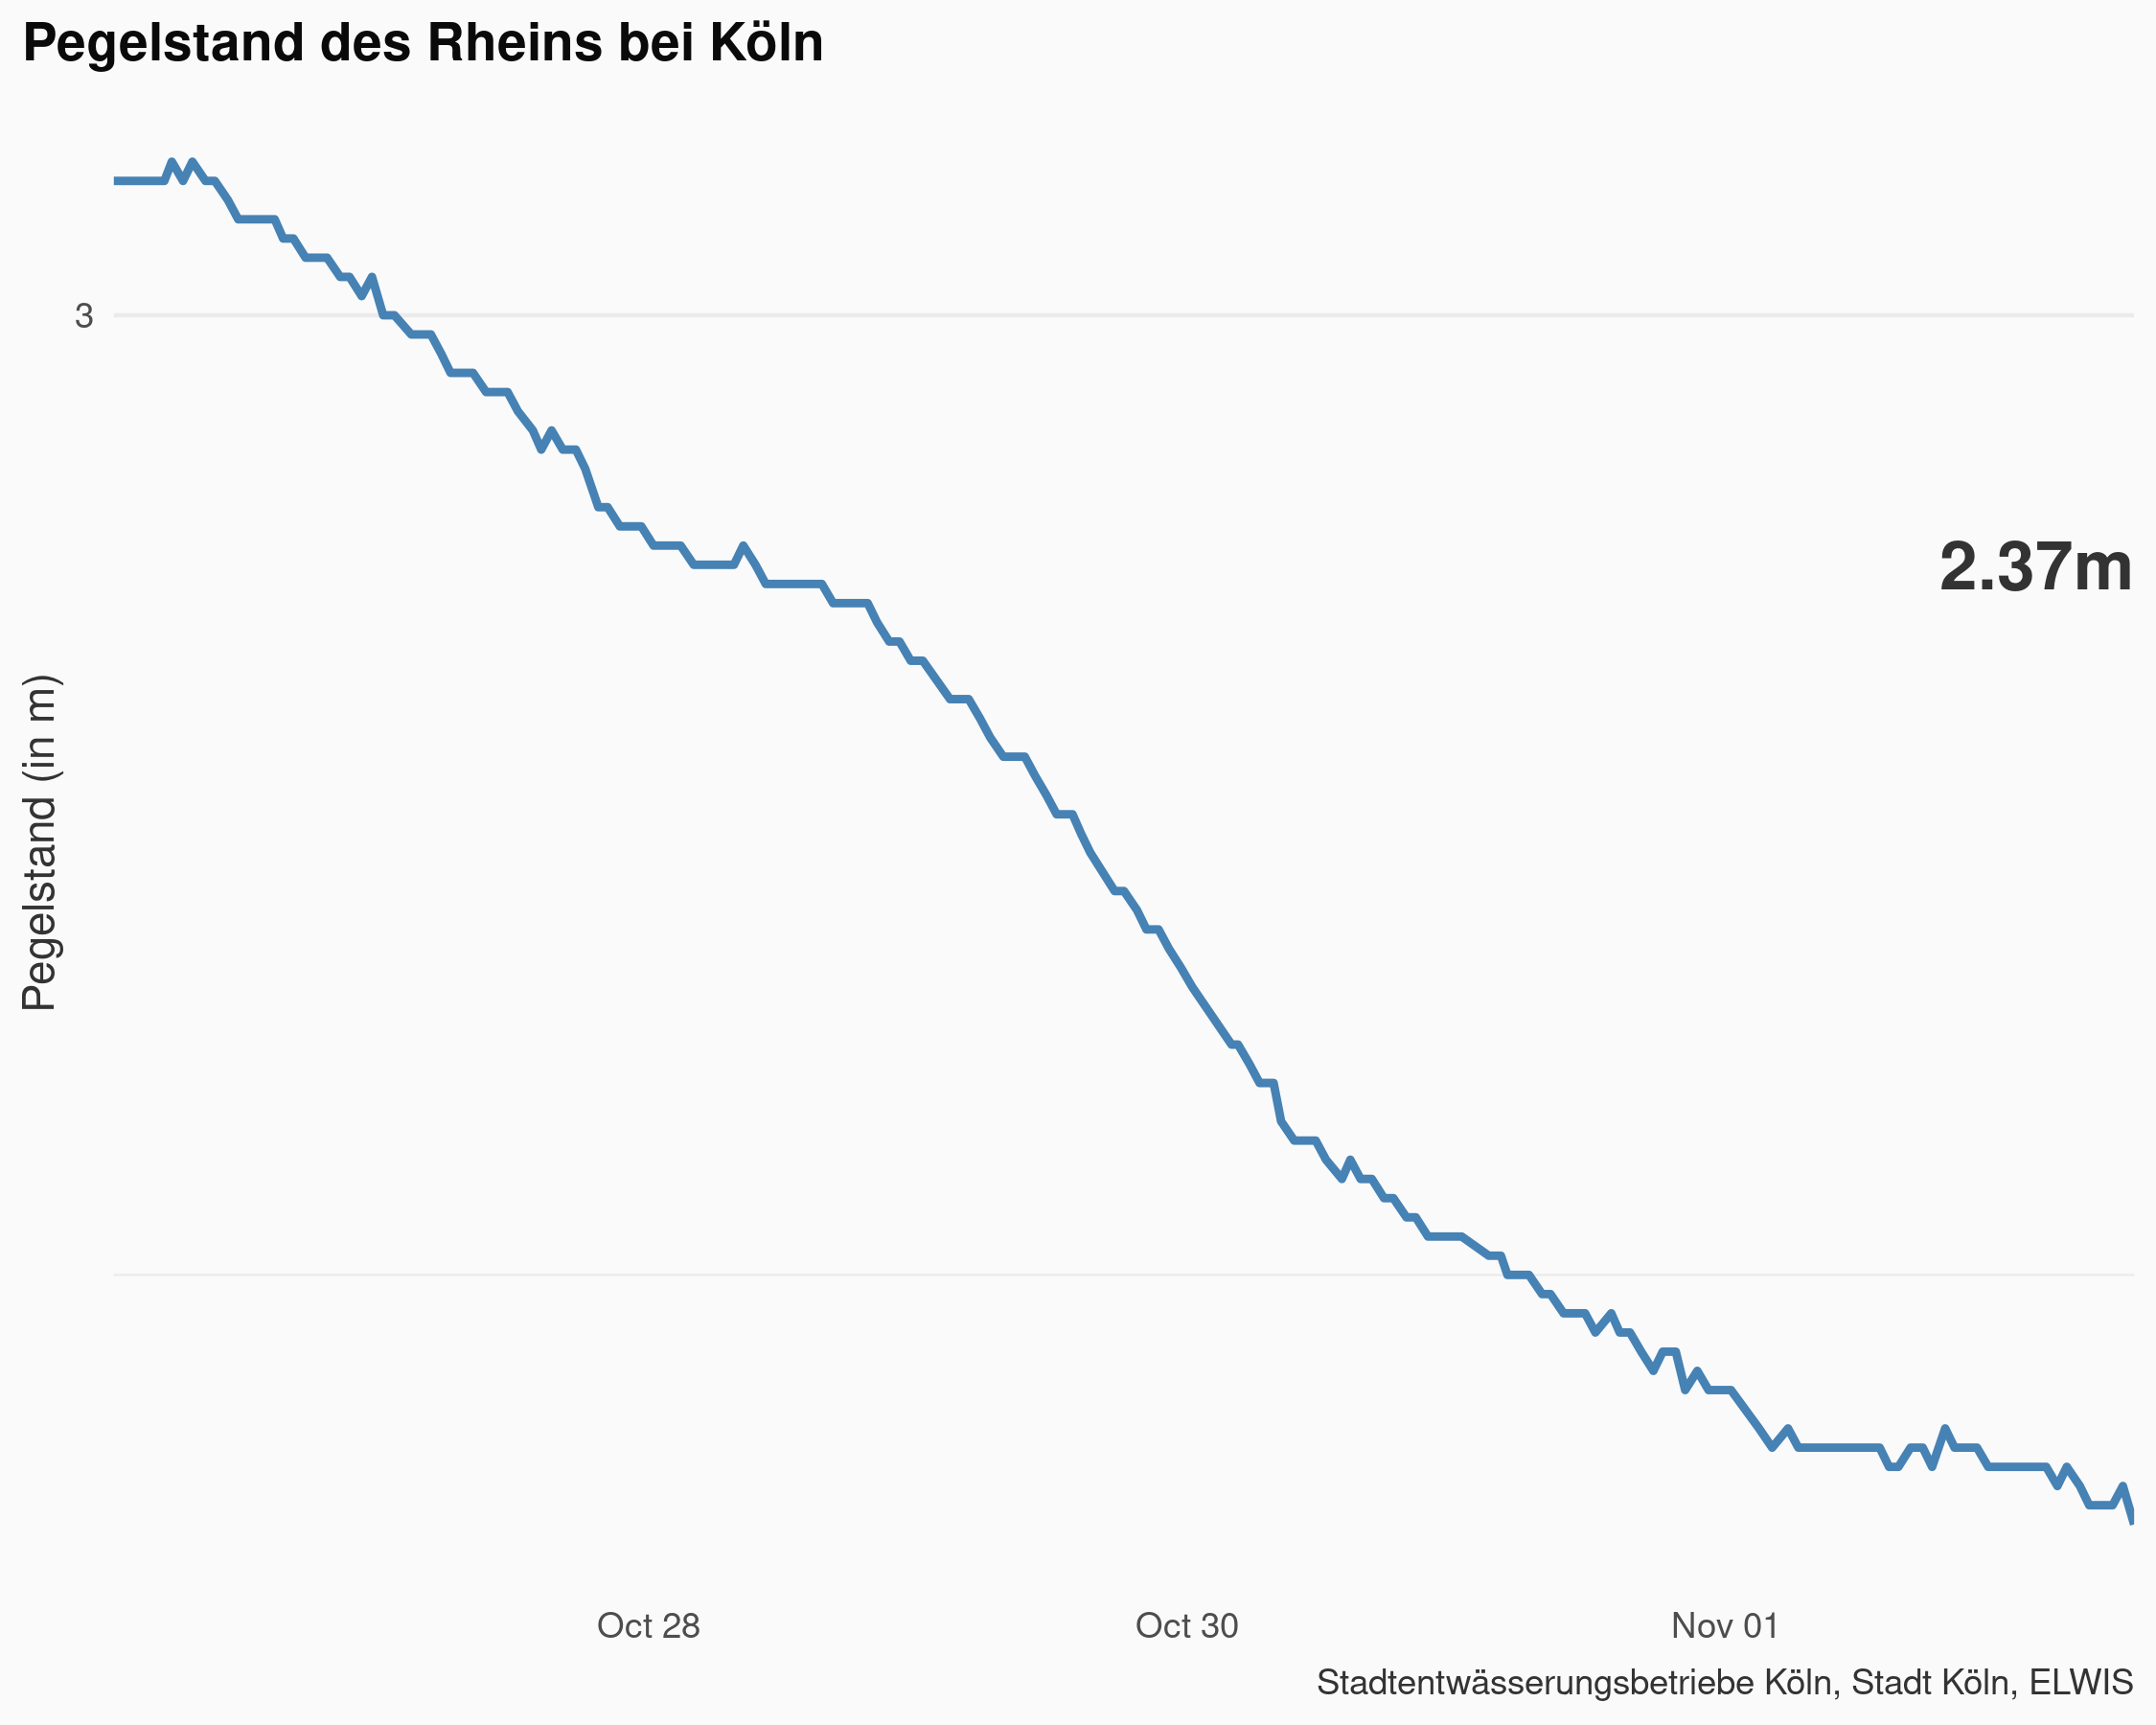 Pegelstand des Rheins bei Köln
3
2.37m
Pegelstand (in m)
Oct 28
Oct 30
Nov 01
Stadtentwässerungsbetriebe Köln, Stadt Köln, ELWIS